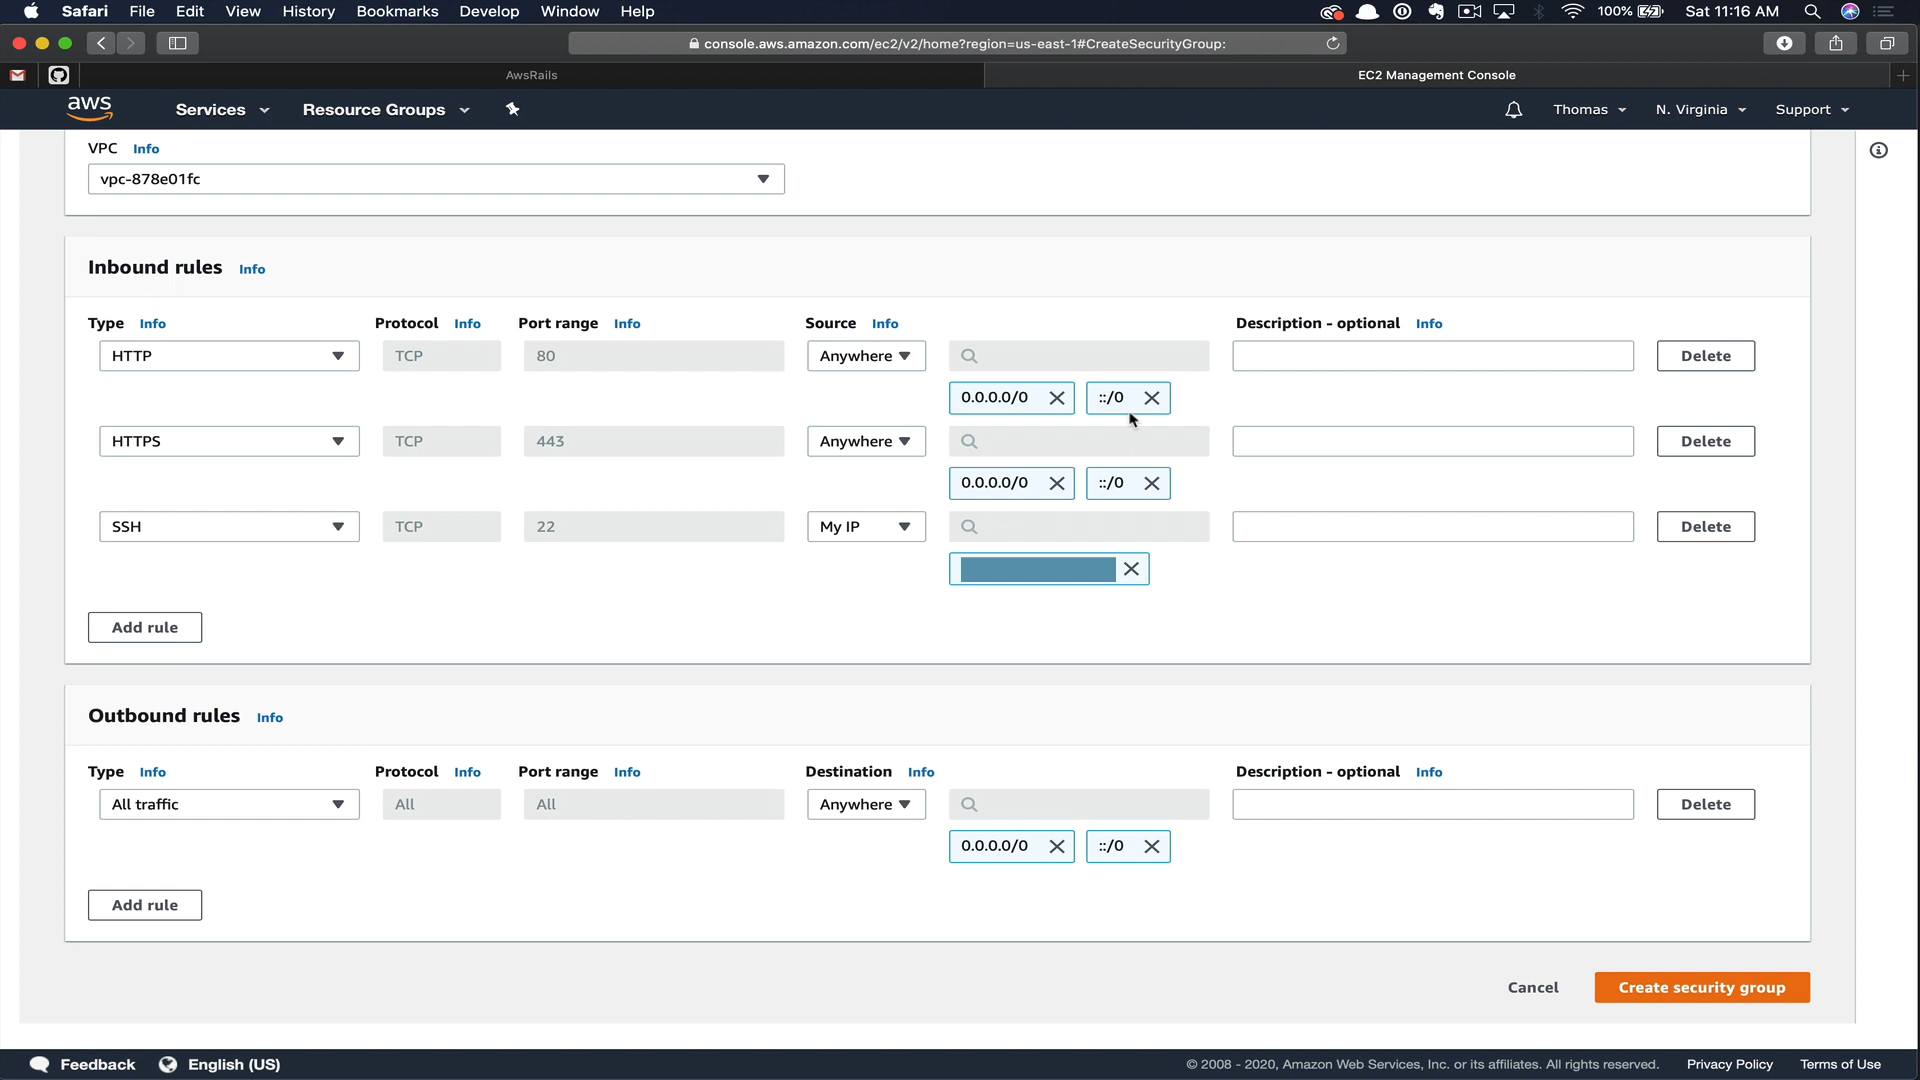 Safari File Edit View History Bookmarks Develop Window Help 100% Sat 11:16 AM
console.aws.amazon.com/ec2/v2/home?region=us-east-1#CreateSecurityGroup:
AwsRails EC2 Management Console
aws Services Resource Groups Thomas N. Virginia Support
VPC Info
vpc-878e01fc
Inbound rules Info
Type Info Protocol Info Port range Info Source Info Description - optional Info
HTTP TCP 80 Anywhere Delete
0.0.0.0/0 ::/0
HTTPS TCP 443 Anywhere Delete
0.0.0.0/0 ::/0
SSH TCP 22 My IP Delete
Add rule
Outbound rules Info
Type Info Protocol Info Port range Info Destination Info Description - optional Info
All traffic All All Anywhere Delete
0.0.0.0/0 ::/0
Add rule
Cancel Create security group
Feedback English (US) © 2008 - 2020, Amazon Web Services, Inc. or its affiliates. All rights reserved. Privacy Policy Terms of Use